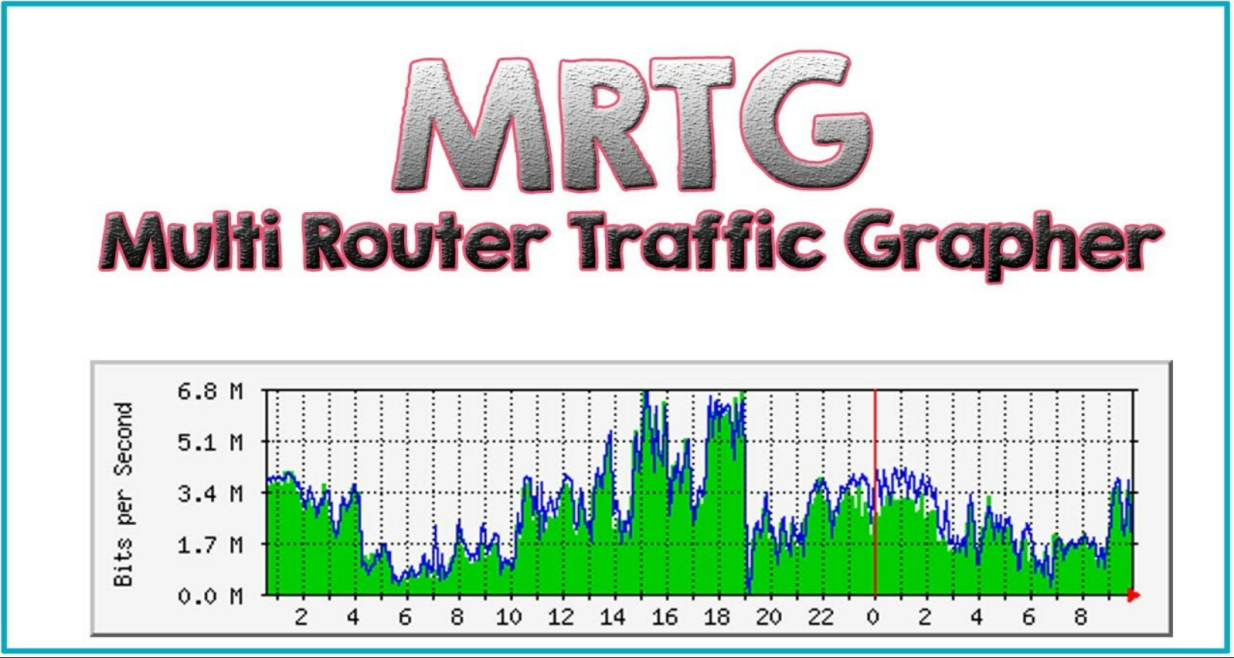 MRTG
Multi Router Traffic Grapher
Bits per Second
6.8 M
5.1 M
3.4 M
1.7 M
0.0 M
2 4 6 8 10 12 14 16 18 20 22 0 2 4 6 8